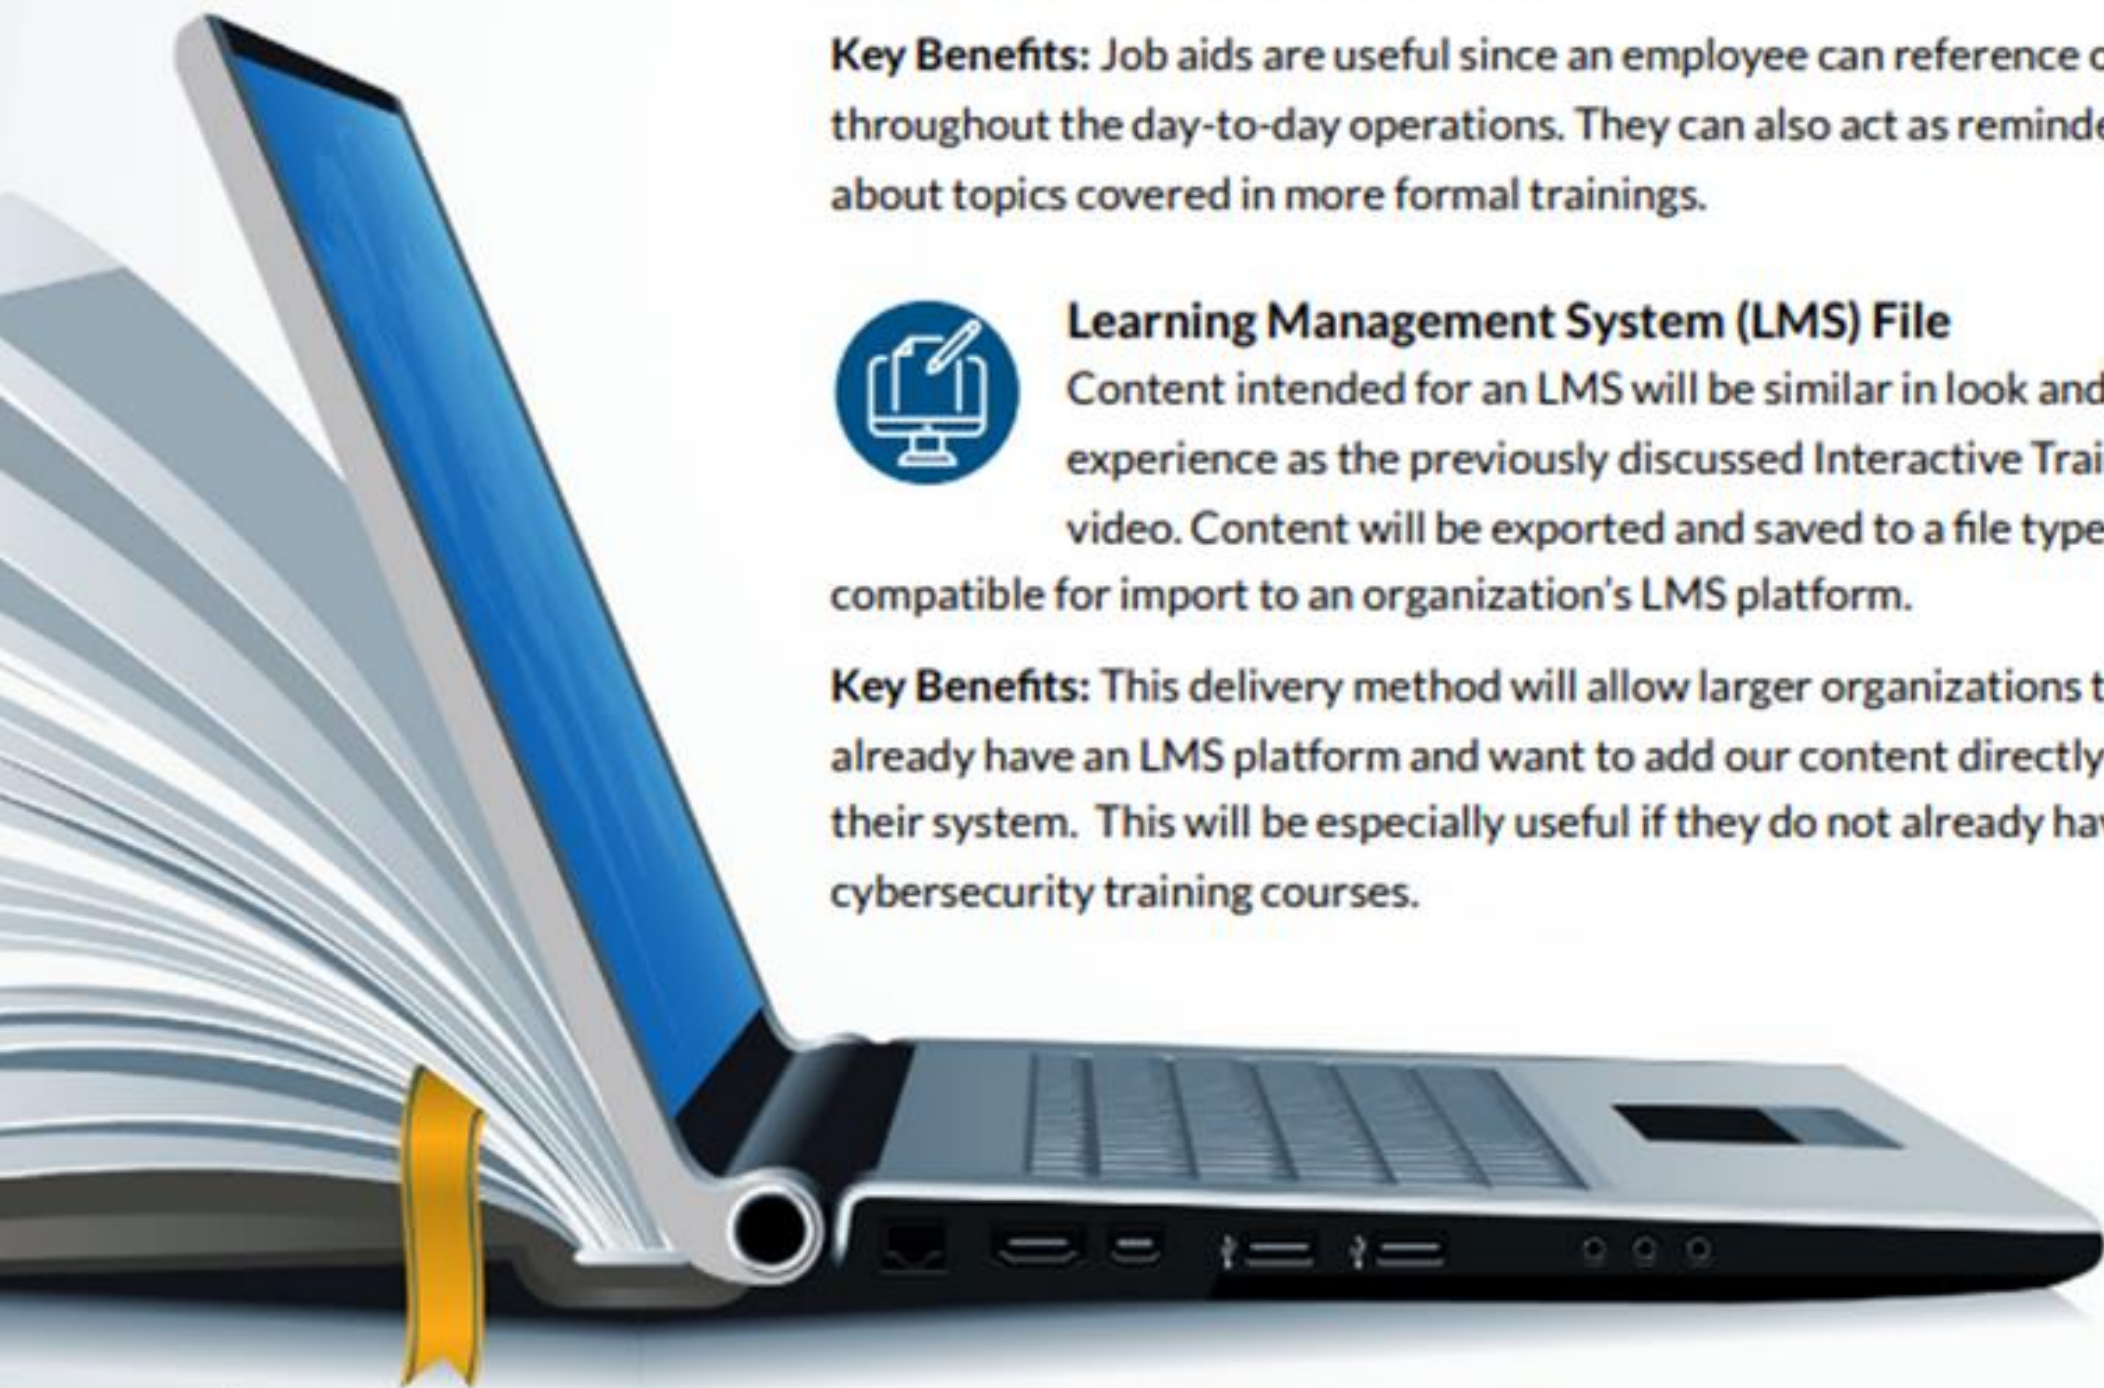 Key Benefits: Job aids are useful since an employee can reference
throughout the day-to-day operations. They can also act as
about topics covered in more formal trainings.
Learning Management System (LMS) File
Content intended for an LMS will be similar in look and
experience as the previously discussed Interactive
video. Content will be exported and saved to a file type
compatible for import to an organization's LMS platform.
Key Benefits: This delivery method will allow larger organizations
already have an LMS platform and want to add our content directly
their system. This will be especially useful if they do not already
cybersecurity training courses.